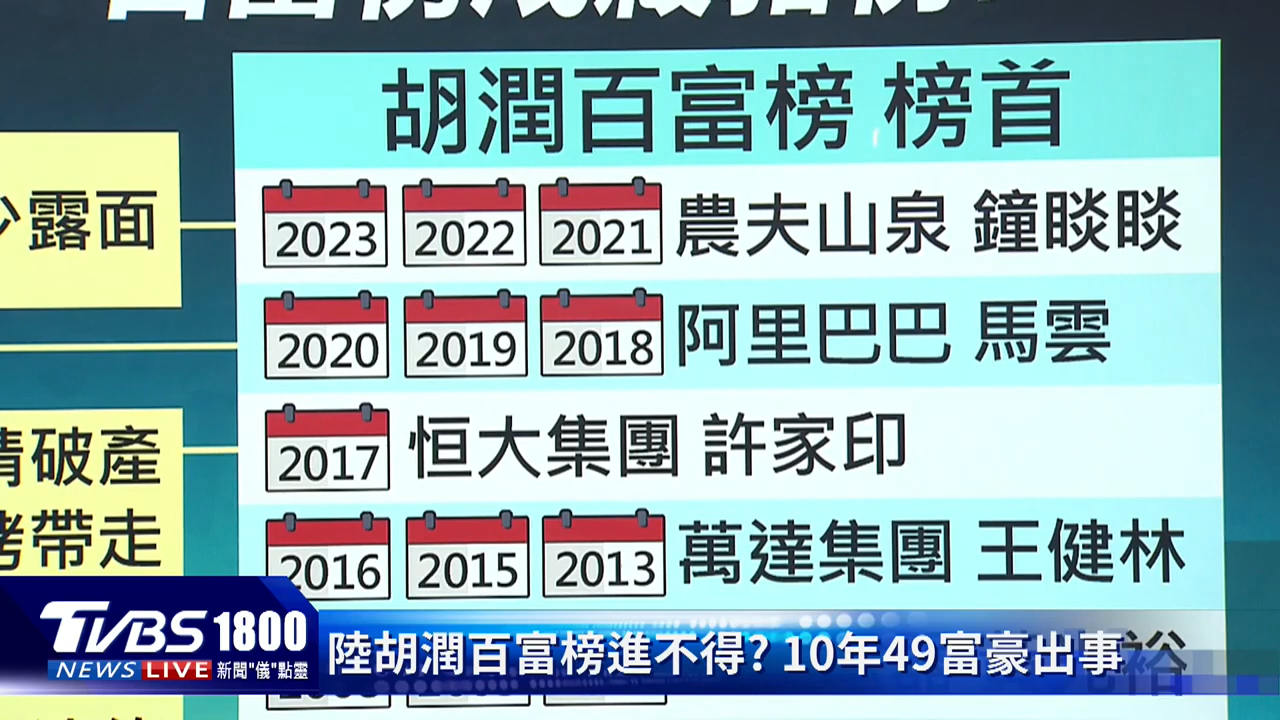 胡潤百富榜 榜首
少露面
2023 2022 2021 農夫山泉 鐘睒睒
2020 2019 2018 阿里巴巴 馬雲
2017 恒大集團 許家印
破產
帶走
2016 2015 2013 萬達集團 王健林
裕
TVBS 1800
NEWS LIVE 新聞"儀"點靈
陸胡潤百富榜進不得? 10年49富豪出事